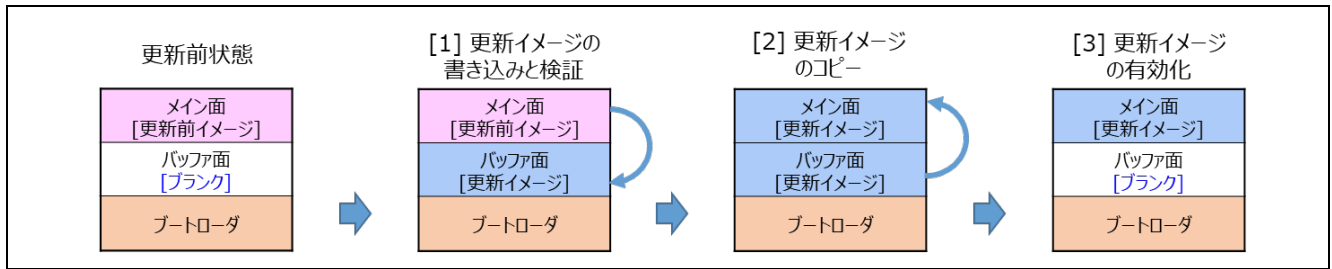 更新前状態
メイン面
[更新前イメージ]
バッファ面
[ブランク]
ブートローダ
[1] 更新イメージの
書き込みと検証
メイン面
[更新前イメージ]
バッファ面
[更新イメージ]
ブートローダ
[2] 更新イメージ
のコピー
メイン面
[更新イメージ]
バッファ面
[更新イメージ]
ブートローダ
[3] 更新イメージ
の有効化
メイン面
[更新イメージ]
バッファ面
[ブランク]
ブートローダ